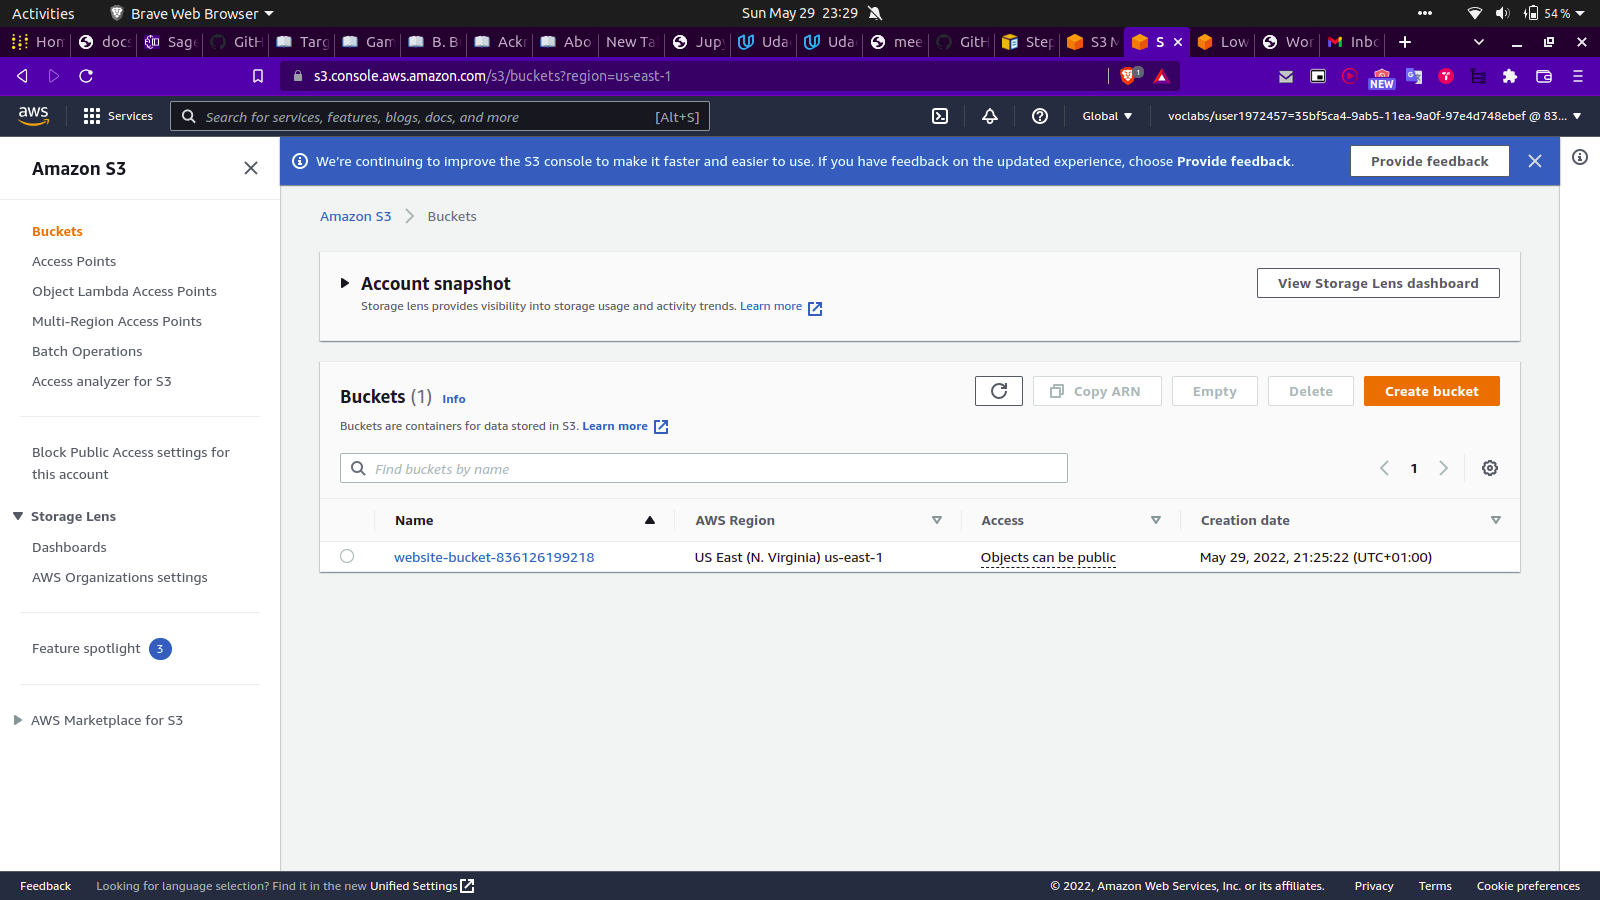 Activities Brave Web Browser Sun May 29 23:29 54 %
Hom docs Sage GitH Targ Gam B. B Ackn Abo New Ta Jupy Uda Uda mee GitH Step S3 M S Low Wor Inbo
s3.console.aws.amazon.com/s3/buckets?region=us-east-1 1 NEW
aws Services Search for services, features, blogs, docs, and more [Alt+S] Global voclabs/user1972457=35bf5ca4-9ab5-11ea-9a0f-97e4d748ebef @ 83...
Amazon S3
We're continuing to improve the S3 console to make it faster and easier to use. If you have feedback on the updated experience, choose Provide feedback. Provide feedback
Buckets
Access Points
Object Lambda Access Points
Multi-Region Access Points
Batch Operations
Access analyzer for S3
Block Public Access settings for
this account
Storage Lens
Dashboards
AWS Organizations settings
Feature spotlight 3
AWS Marketplace for S3
Amazon S3 Buckets
Account snapshot
Storage lens provides visibility into storage usage and activity trends. Learn more
View Storage Lens dashboard
Buckets (1) Info
Copy ARN Empty Delete Create bucket
Buckets are containers for data stored in S3. Learn more
Find buckets by name 1
Name AWS Region Access Creation date
website-bucket-836126199218 US East (N. Virginia) us-east-1 Objects can be public May 29, 2022, 21:25:22 (UTC+01:00)
Feedback Looking for language selection? Find it in the new Unified Settings © 2022, Amazon Web Services, Inc. or its affiliates. Privacy Terms Cookie preferences